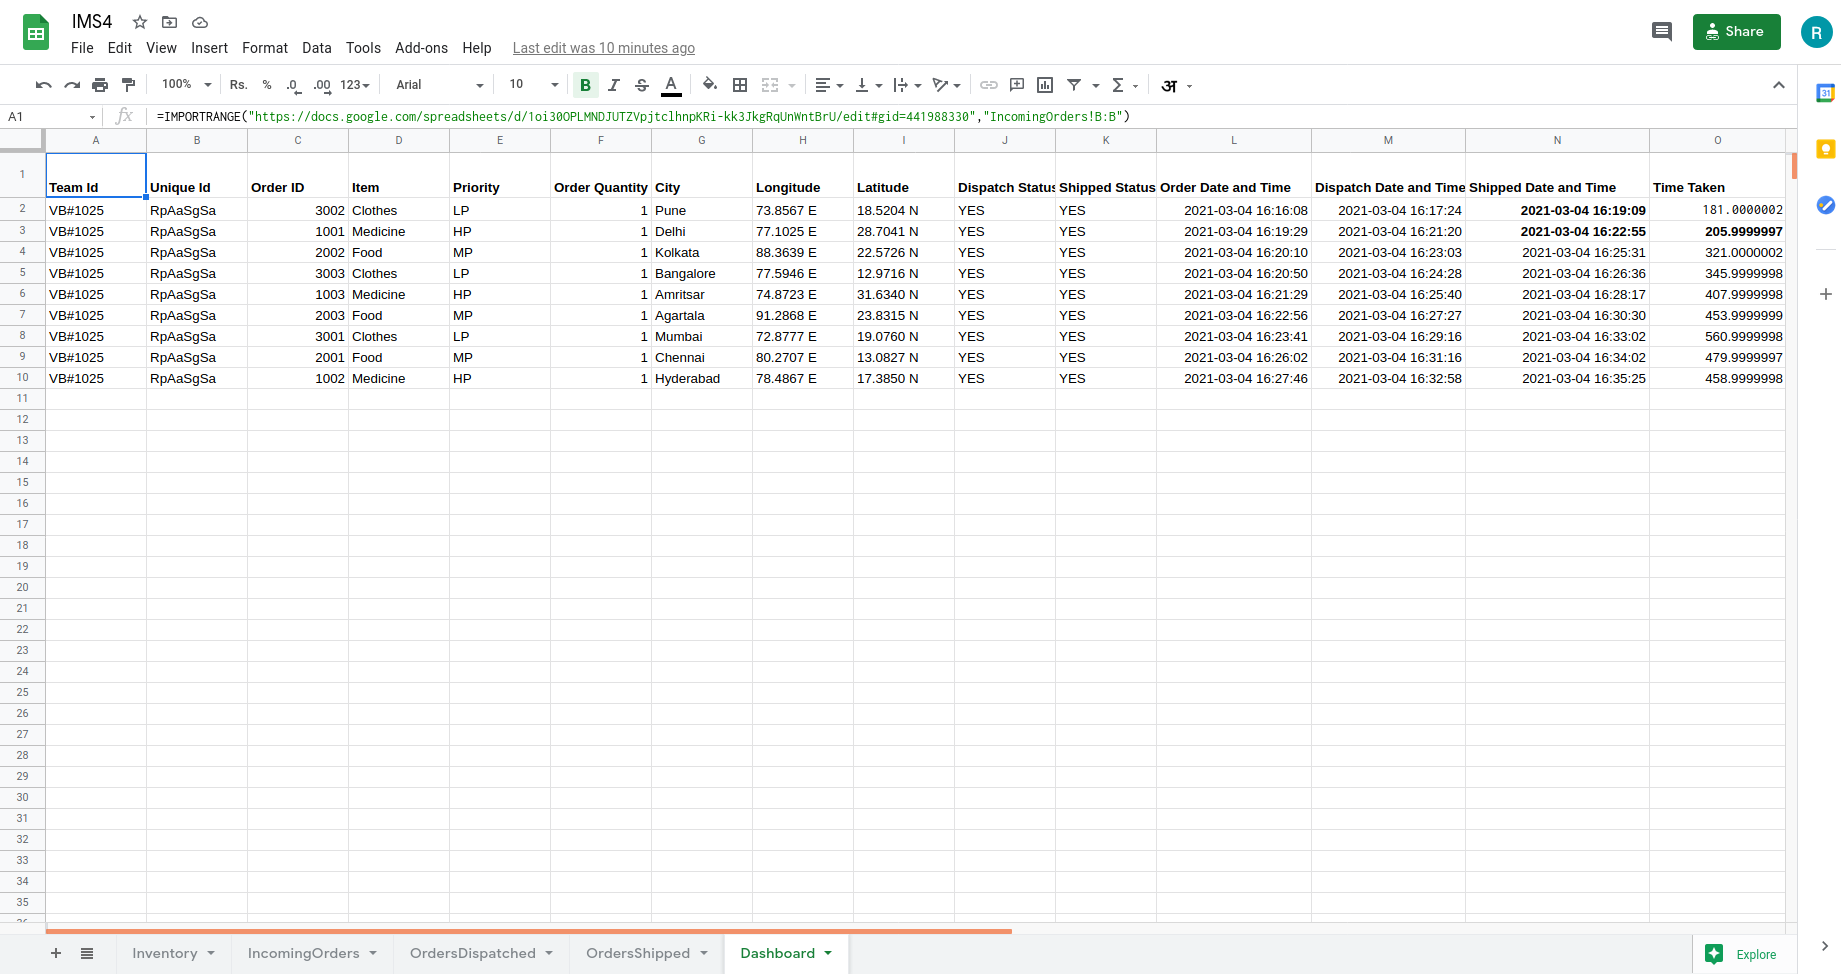 IMS4
File Edit View Insert Format Data Tools Add-ons Help Last edit was 10 minutes ago
Share
R
100% Rs. % .0 .00 123 Arial 10 B I S A Σ अ
31
A1 fx =IMPORTRANGE("https://docs.google.com/spreadsheets/d/1oi30OPLMNDJUTZVpjtclhnpKRi-kk3JkgRqUnWntBrU/edit#gid=441988330","IncomingOrders!B:B")
A B C D E F G H I J K L M N O
1 Team Id Unique Id Order ID Item Priority Order Quantity City Longitude Latitude Dispatch Status Shipped Status Order Date and Time Dispatch Date and Time Shipped Date and Time Time Taken
2 VB#1025 RpAaSgSa 3002 Clothes LP 1 Pune 73.8567 E 18.5204 N YES YES 2021-03-04 16:16:08 2021-03-04 16:17:24 2021-03-04 16:19:09 181.0000002
3 VB#1025 RpAaSgSa 1001 Medicine HP 1 Delhi 77.1025 E 28.7041 N YES YES 2021-03-04 16:19:29 2021-03-04 16:21:20 2021-03-04 16:22:55 205.9999997
4 VB#1025 RpAaSgSa 2002 Food MP 1 Kolkata 88.3639 E 22.5726 N YES YES 2021-03-04 16:20:10 2021-03-04 16:23:03 2021-03-04 16:25:31 321.0000002
5 VB#1025 RpAaSgSa 3003 Clothes LP 1 Bangalore 77.5946 E 12.9716 N YES YES 2021-03-04 16:20:50 2021-03-04 16:24:28 2021-03-04 16:26:36 345.9999998
6 VB#1025 RpAaSgSa 1003 Medicine HP 1 Amritsar 74.8723 E 31.6340 N YES YES 2021-03-04 16:21:29 2021-03-04 16:25:40 2021-03-04 16:28:17 407.9999998
7 VB#1025 RpAaSgSa 2003 Food MP 1 Agartala 91.2868 E 23.8315 N YES YES 2021-03-04 16:22:56 2021-03-04 16:27:27 2021-03-04 16:30:30 453.9999999
8 VB#1025 RpAaSgSa 3001 Clothes LP 1 Mumbai 72.8777 E 19.0760 N YES YES 2021-03-04 16:23:41 2021-03-04 16:29:16 2021-03-04 16:33:02 560.9999998
9 VB#1025 RpAaSgSa 2001 Food MP 1 Chennai 80.2707 E 13.0827 N YES YES 2021-03-04 16:26:02 2021-03-04 16:31:16 2021-03-04 16:34:02 479.9999997
10 VB#1025 RpAaSgSa 1002 Medicine HP 1 Hyderabad 78.4867 E 17.3850 N YES YES 2021-03-04 16:27:46 2021-03-04 16:32:58 2021-03-04 16:35:25 458.9999998
11
12
13
14
15
16
17
18
19
20
21
22
23
24
25
26
27
28
29
30
31
32
33
34
35
36
Inventory IncomingOrders OrdersDispatched OrdersShipped Dashboard Explore